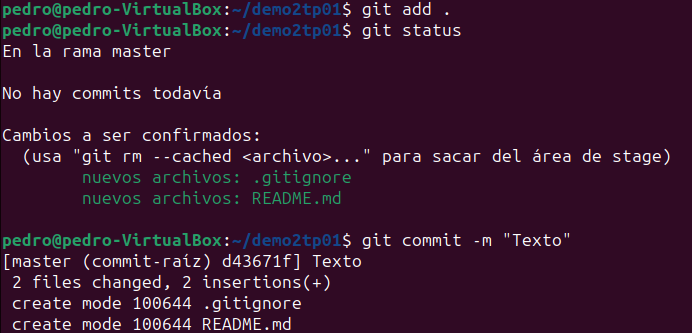 pedro@pedro-VirtualBox:~/demo2tp01$ git add .
pedro@pedro-VirtualBox:~/demo2tp01$ git status
En la rama master
No hay commits todavía
Cambios a ser confirmados:
  (usa "git rm --cached <archivo>..." para sacar del área de stage)
        nuevos archivos: .gitignore
        nuevos archivos: README.md
pedro@pedro-VirtualBox:~/demo2tp01$ git commit -m "Texto"
[master (commit-raíz) d43671f] Texto
 2 files changed, 2 insertions(+)
 create mode 100644 .gitignore
 create mode 100644 README.md